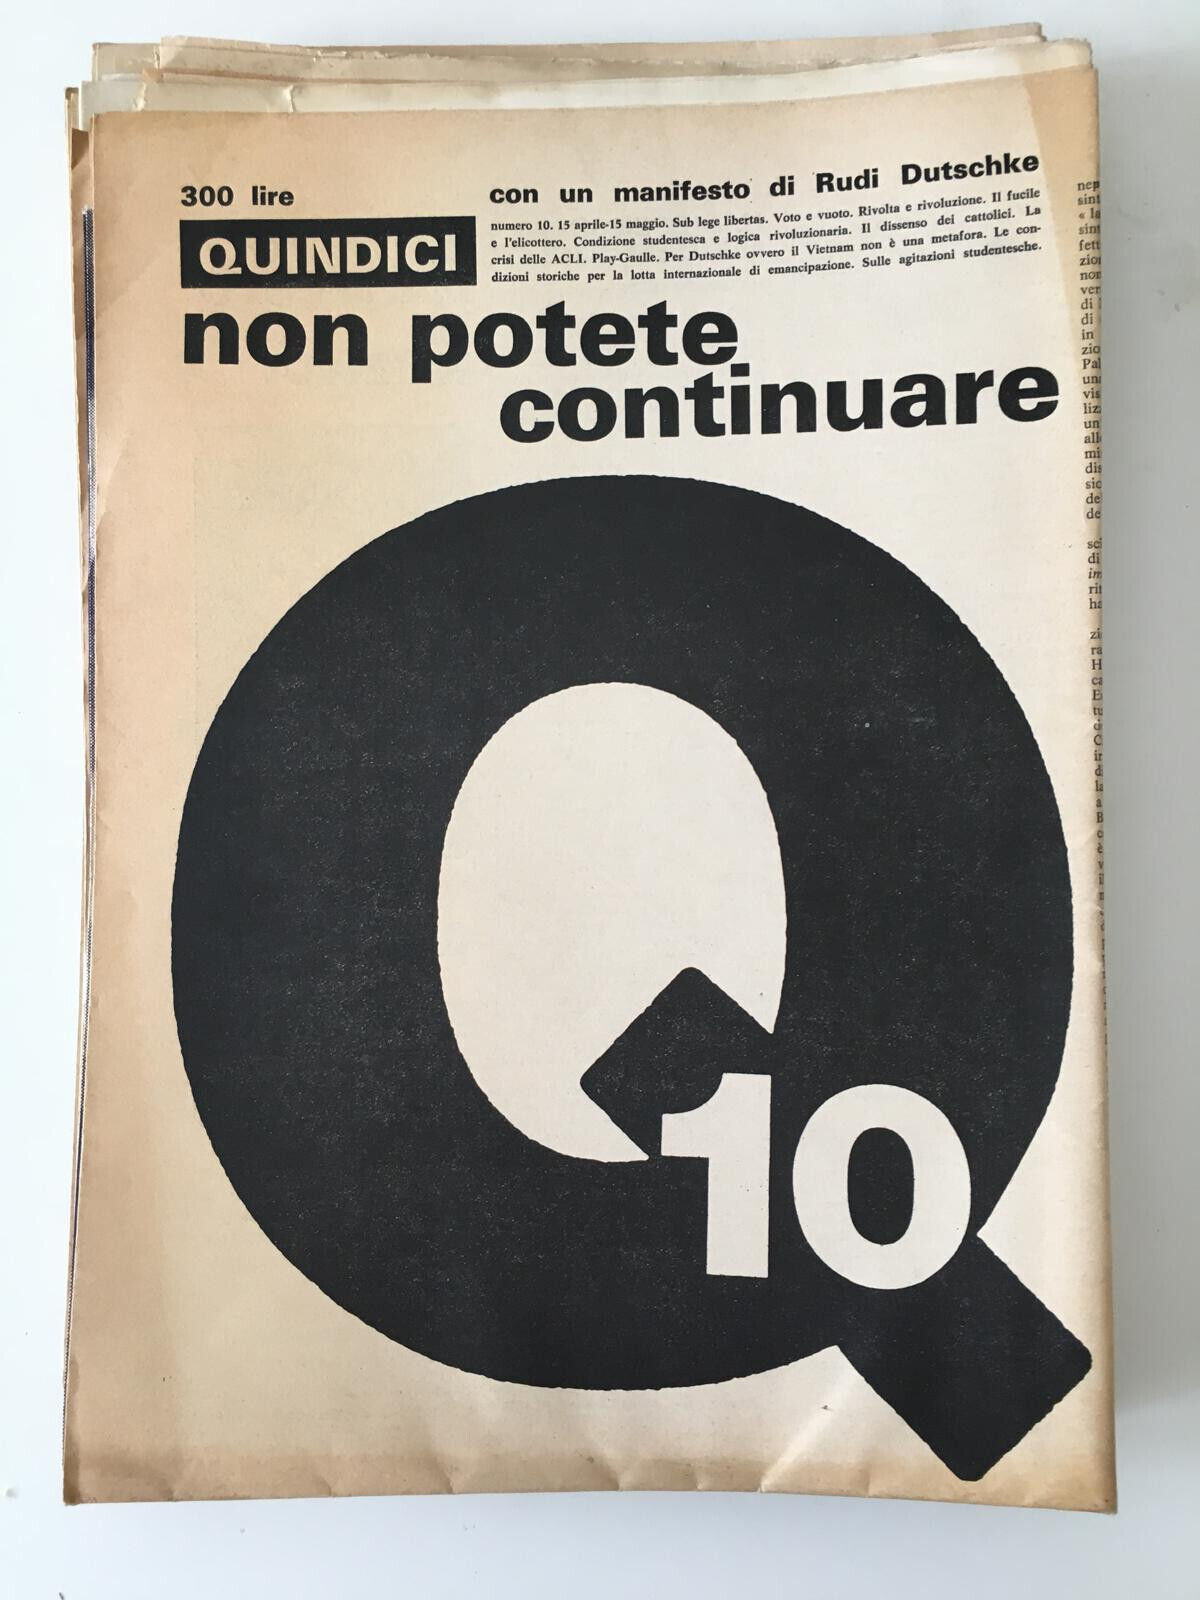 300 lire
con un manifesto di Rudi Dutschke
QUINDICI
numero 10. 15 aprile-15 maggio. Sub lege libertas. Voto e vuoto. Rivolta e rivoluzione. Il fucile
e l'elicottero. Condizione studentesca e logica rivoluzionaria. Il dissenso dei cattolici. La
crisi delle ACLI. Play-Gaulle. Per Dutschke ovvero il Vietnam non è una metafora. Le con-
dizioni storiche per la lotta internazionale di emancipazione. Sulle agitazioni studentesche.
non potete
continuare
Q
10